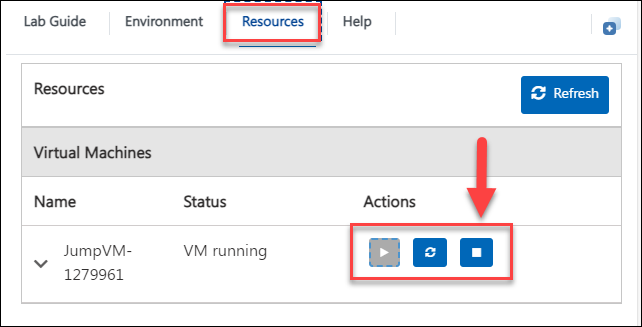 Lab Guide Environment Resources Help
Resources Refresh
Virtual Machines
Name Status Actions
JumpVM- VM running
1279961